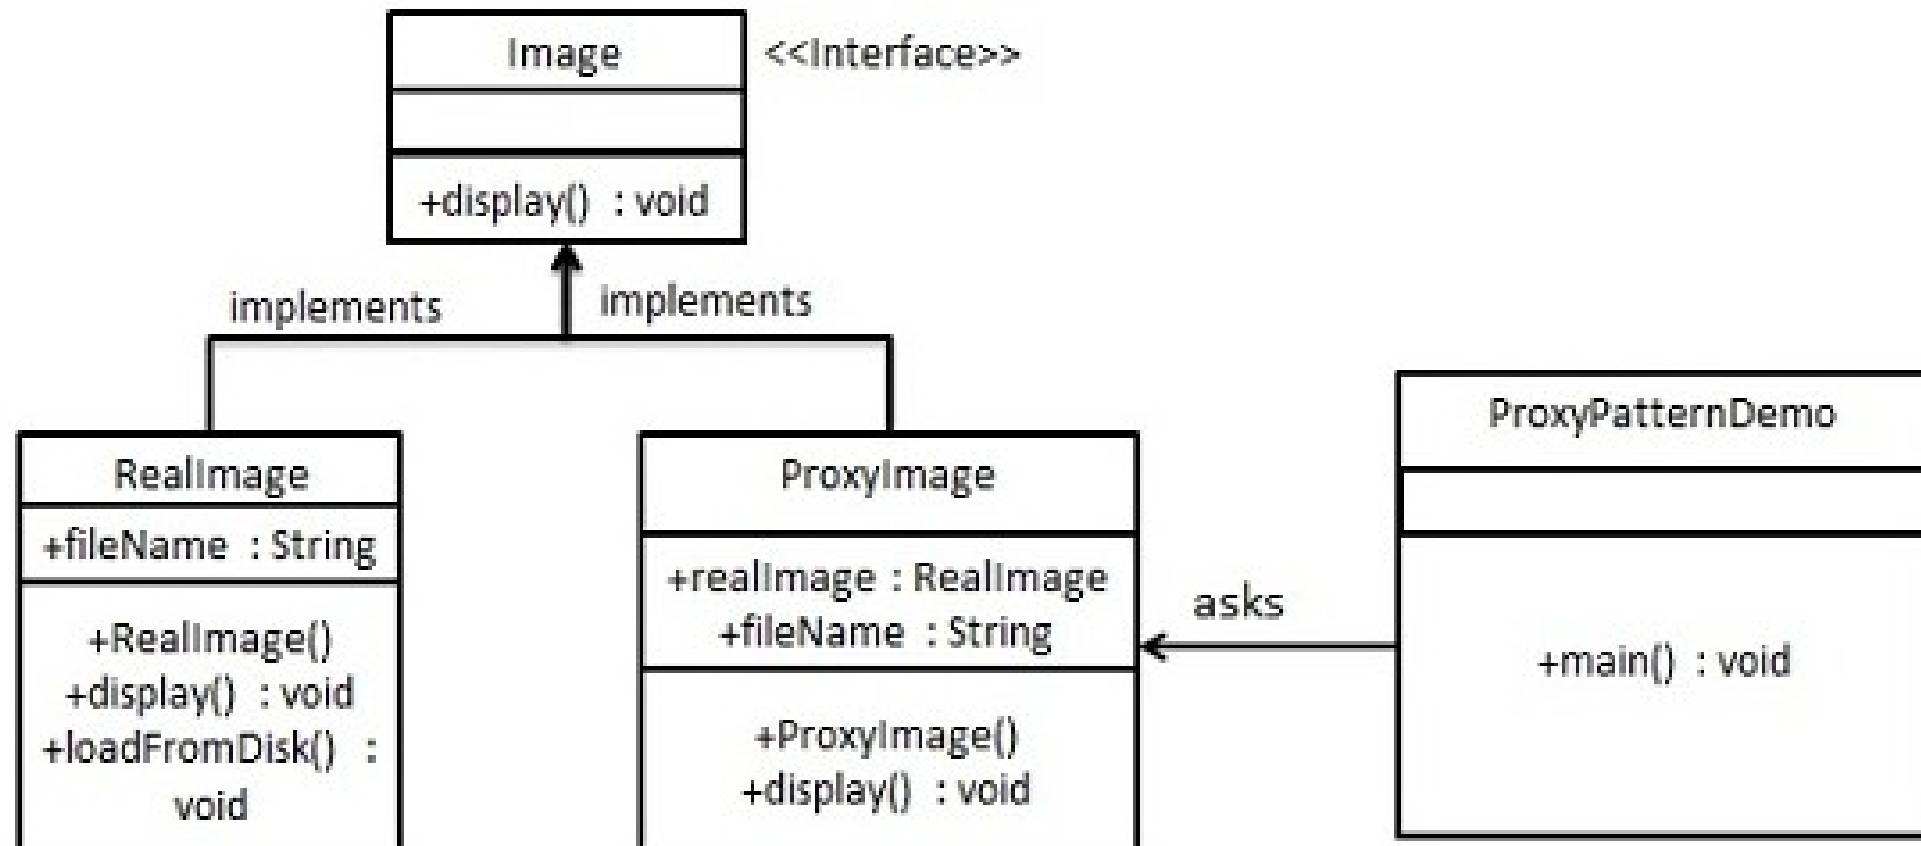 Image
<<Interface>>
+display() : void
implements
implements
RealImage
+fileName : String
+RealImage()
+display() : void
+loadFromDisk() :
void
ProxyImage
+realImage : RealImage
+fileName : String
+ProxyImage()
+display() : void
asks
ProxyPatternDemo
+main() : void